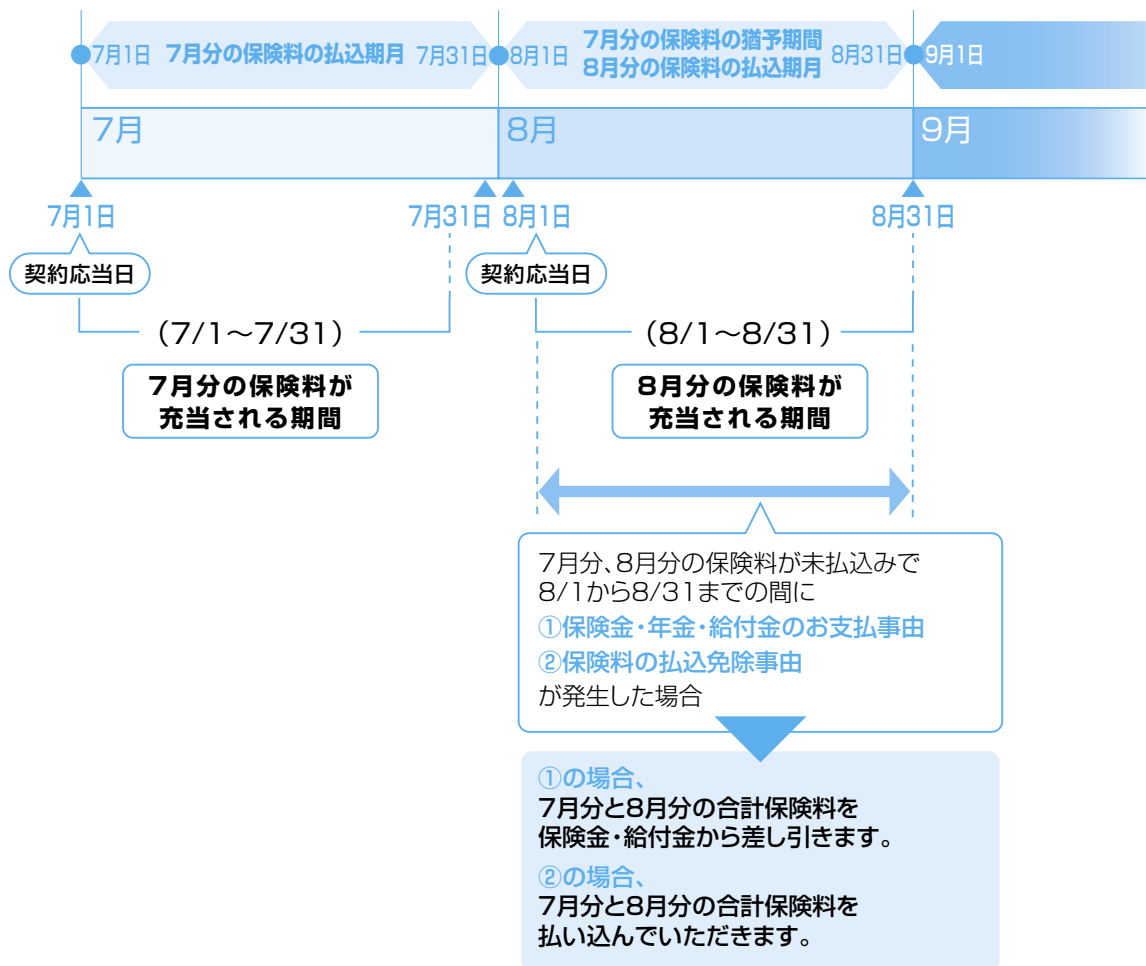 7月1日 7月分の保険料の払込期月 7月31日
8月1日 7月分の保険料の猶予期間 8月31日
8月分の保険料の払込期月
9月1日
7月
8月
9月
7月1日
7月31日
8月1日
8月31日
契約応当日
契約応当日
(7/1〜7/31)
(8/1〜8/31)
7月分の保険料が
充当される期間
8月分の保険料が
充当される期間
7月分、8月分の保険料が未払込みで
8/1から8/31までの間に
①保険金・年金・給付金のお支払事由
②保険料の払込免除事由
が発生した場合
①の場合、
7月分と8月分の合計保険料を
保険金・給付金から差し引きます。
②の場合、
7月分と8月分の合計保険料を
払い込んでいただきます。